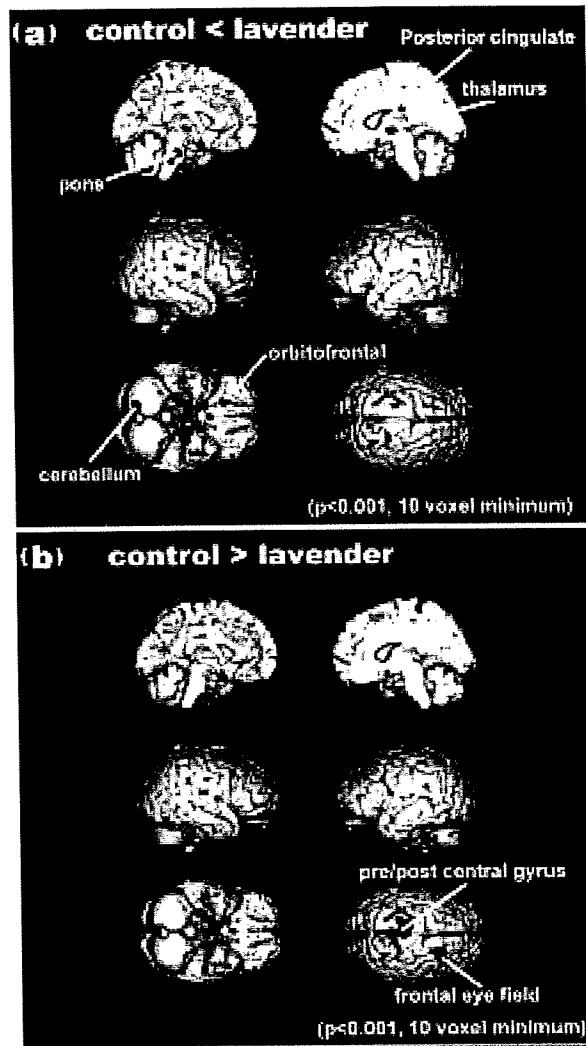 (a) control < lavender
Posterior cingulate
thalamus
pons
orbitofrontal
cerebellum
(p<0.001, 10 voxel minimum)
(b) control > lavender
pre/post central gyrus
frontal eye field
(p<0.001, 10 voxel minimum)